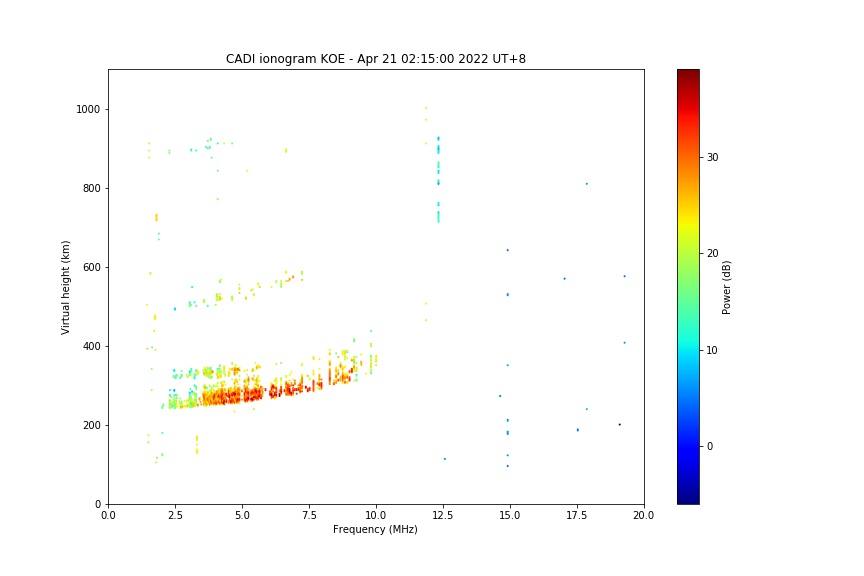 CADI ionogram KOE - Apr 21 02:15:00 2022 UT+8
1000
800
600
400
200
0
Virtual height (km)
0.0 2.5 5.0 7.5 10.0 12.5 15.0 17.5 20.0
Frequency (MHz)
30
20
10
0
Power (dB)